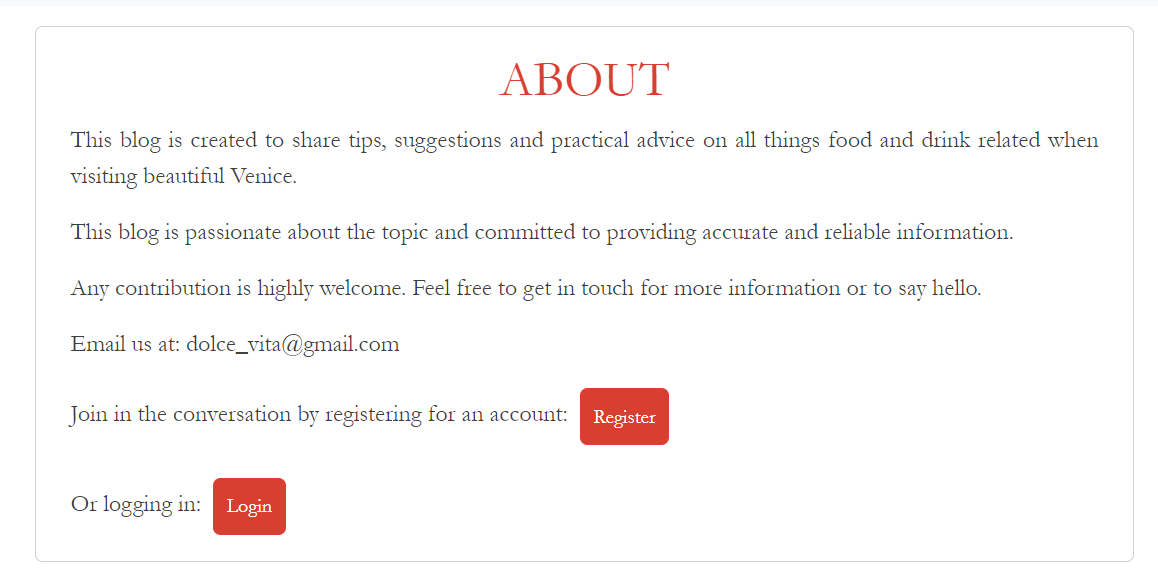 ABOUT
This blog is created to share tips, suggestions and practical advice on all things food and drink related when
visiting beautiful Venice.
This blog is passionate about the topic and committed to providing accurate and reliable information.
Any contribution is highly welcome. Feel free to get in touch for more information or to say hello.
Email us at: dolce_vita@gmail.com
Join in the conversation by registering for an account: Register
Or logging in: Login